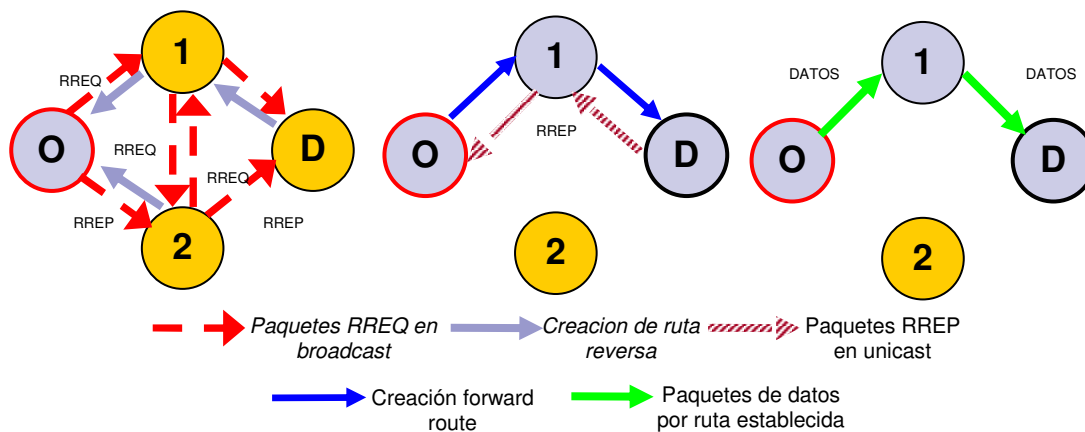 1
RREQ
O
RREQ
D
RREQ
RREP
RREP
2
1
RREP
O
D
2
DATOS
1
DATOS
O
D
2
Paquetes RREQ en
broadcast
Creacion de ruta
reversa
Paquetes RREP
en unicast
Creación forward
route
Paquetes de datos
por ruta establecida